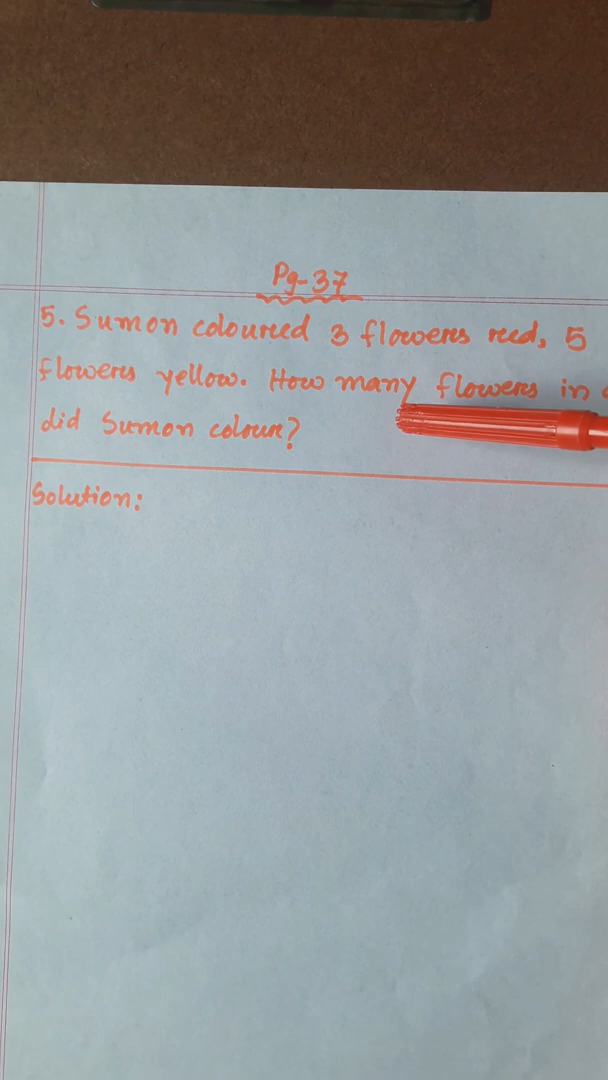 Pg-37
5. Sumon coloured 3 flowers red, 5
flowers yellow. How many flowers in
did Sumon colour?
Solution: